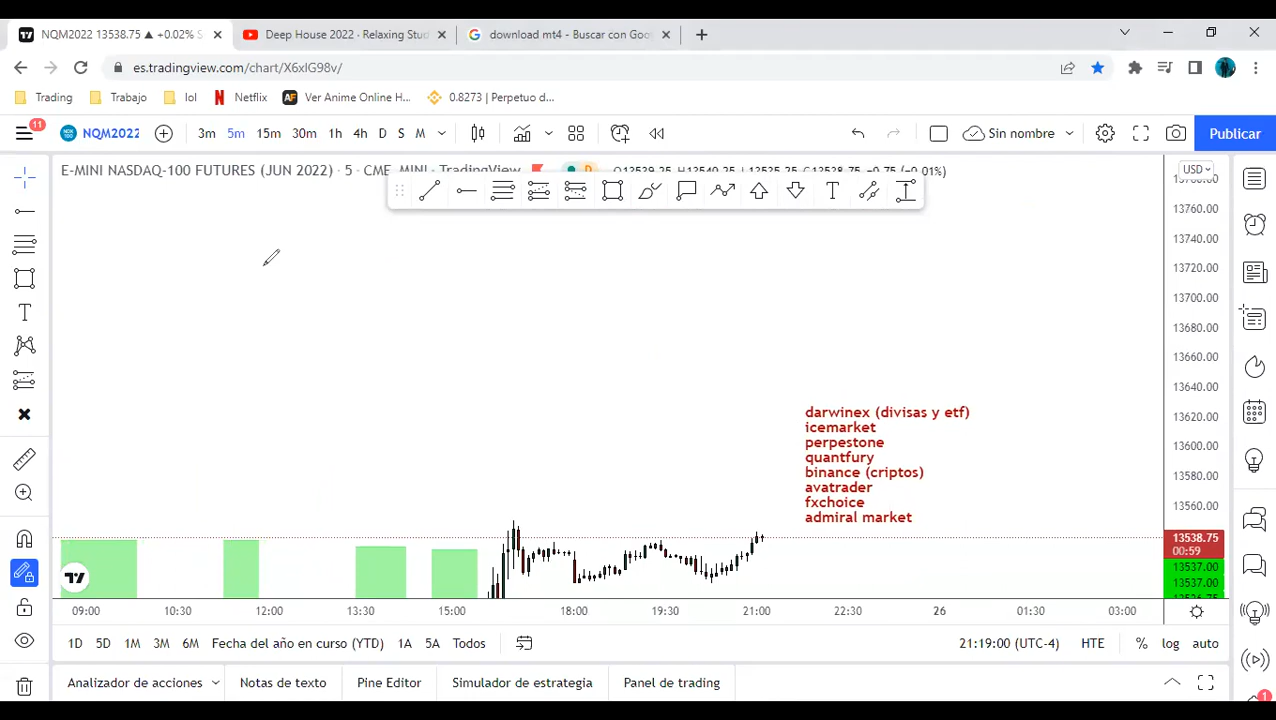 NQM2022 13538.75 ▲ +0.02% S
Deep House 2022 · Relaxing Stud
download mt4 - Buscar con Goo
es.tradingview.com/chart/X6xIG98v/
Trading
Trabajo
lol
Netflix
Ver Anime Online H...
0.8273 | Perpetuo d...
11
NQM2022
3m 5m 15m 30m 1h 4h D S M
Sin nombre
Publicar
E-MINI NASDAQ-100 FUTURES (JUN 2022) · 5 · CME_MINI · TradingView
D
O13539.25 H13540.25 L13535.75 C13538.75 +0.75 (+0.01%)
USD
13760.00
13740.00
13720.00
13700.00
13680.00
13660.00
13640.00
13620.00
13600.00
13580.00
13560.00
13538.75
00:59
13537.00
13537.00
darwinex (divisas y etf)
icemarket
perpestone
quantfury
binance (criptos)
avatrader
fxchoice
admiral market
09:00 10:30 12:00 13:30 15:00 18:00 19:30 21:00 22:30 26 01:30 03:00
1D 5D 1M 3M 6M Fecha del año en curso (YTD) 1A 5A Todos
21:19:00 (UTC-4) HTE % log auto
Analizador de acciones
Notas de texto
Pine Editor
Simulador de estrategia
Panel de trading
1